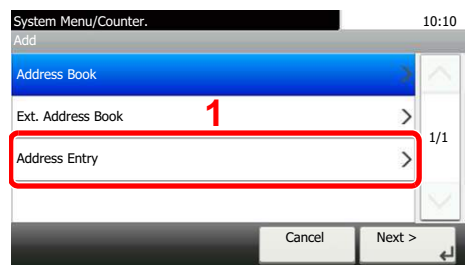 System Menu/Counter. 10:10
Add
Address Book
Ext. Address Book 1
1/1
Address Entry
Cancel Next >